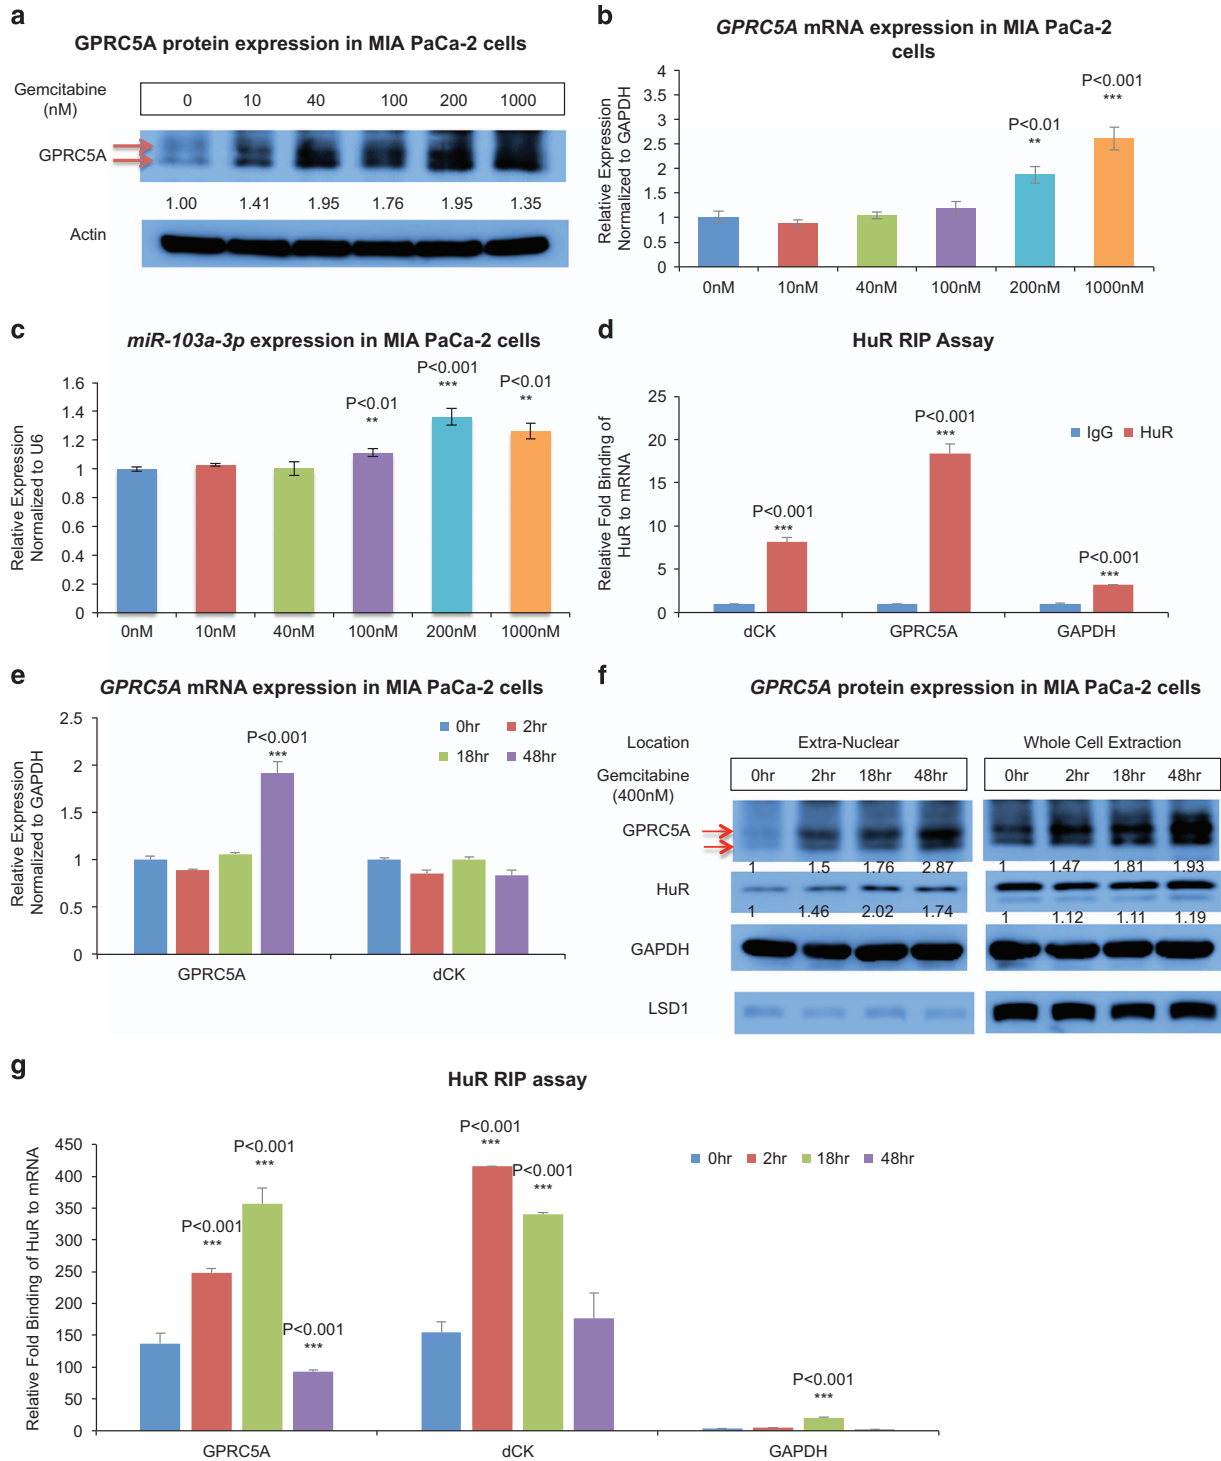 a
GPRC5A protein expression in MIA PaCa-2 cells
Gemcitabine
(nM)
0 10 40 100 200 1000
GPRC5A
1.00 1.41 1.95 1.76 1.95 1.35
Actin
b
GPRC5A mRNA expression in MIA PaCa-2
cells
Relative Expression
Normalized to GAPDH
4
3.5
3
2.5
2
1.5
1
0.5
0
P<0.01
**
P<0.001
***
0nM 10nM 40nM 100nM 200nM 1000nM
c
miR-103a-3p expression in MIA PaCa-2 cells
Relative Expression
Normalized to U6
1.6
1.4
1.2
1
0.8
0.6
0.4
0.2
0
P<0.01
**
P<0.001
***
P<0.01
**
0nM 10nM 40nM 100nM 200nM 1000nM
d
HuR RIP Assay
Relative Fold Binding of
HuR to mRNA
25
20
15
10
5
0
P<0.001
***
P<0.001
***
P<0.001
***
IgG HuR
dCK GPRC5A GAPDH
e
GPRC5A mRNA expression in MIA PaCa-2 cells
Relative Expression
Normalized to GAPDH
2.5
2
1.5
1
0.5
0
P<0.001
***
0hr 2hr
18hr 48hr
GPRC5A dCK
f
GPRC5A protein expression in MIA PaCa-2 cells
Location Extra-Nuclear Whole Cell Extraction
Gemcitabine
(400nM)
0hr 2hr 18hr 48hr 0hr 2hr 18hr 48hr
GPRC5A
1 1.5 1.76 2.87 1 1.47 1.81 1.93
HuR
1 1.46 2.02 1.74 1 1.12 1.11 1.19
GAPDH
LSD1
g
HuR RIP assay
Relative Fold Binding of HuR to mRNA
450
400
350
300
250
200
150
100
50
0
P<0.001
***
P<0.001
***
P<0.001
***
P<0.001
***
P<0.001
***
P<0.001
***
0hr 2hr 18hr 48hr
GPRC5A dCK GAPDH